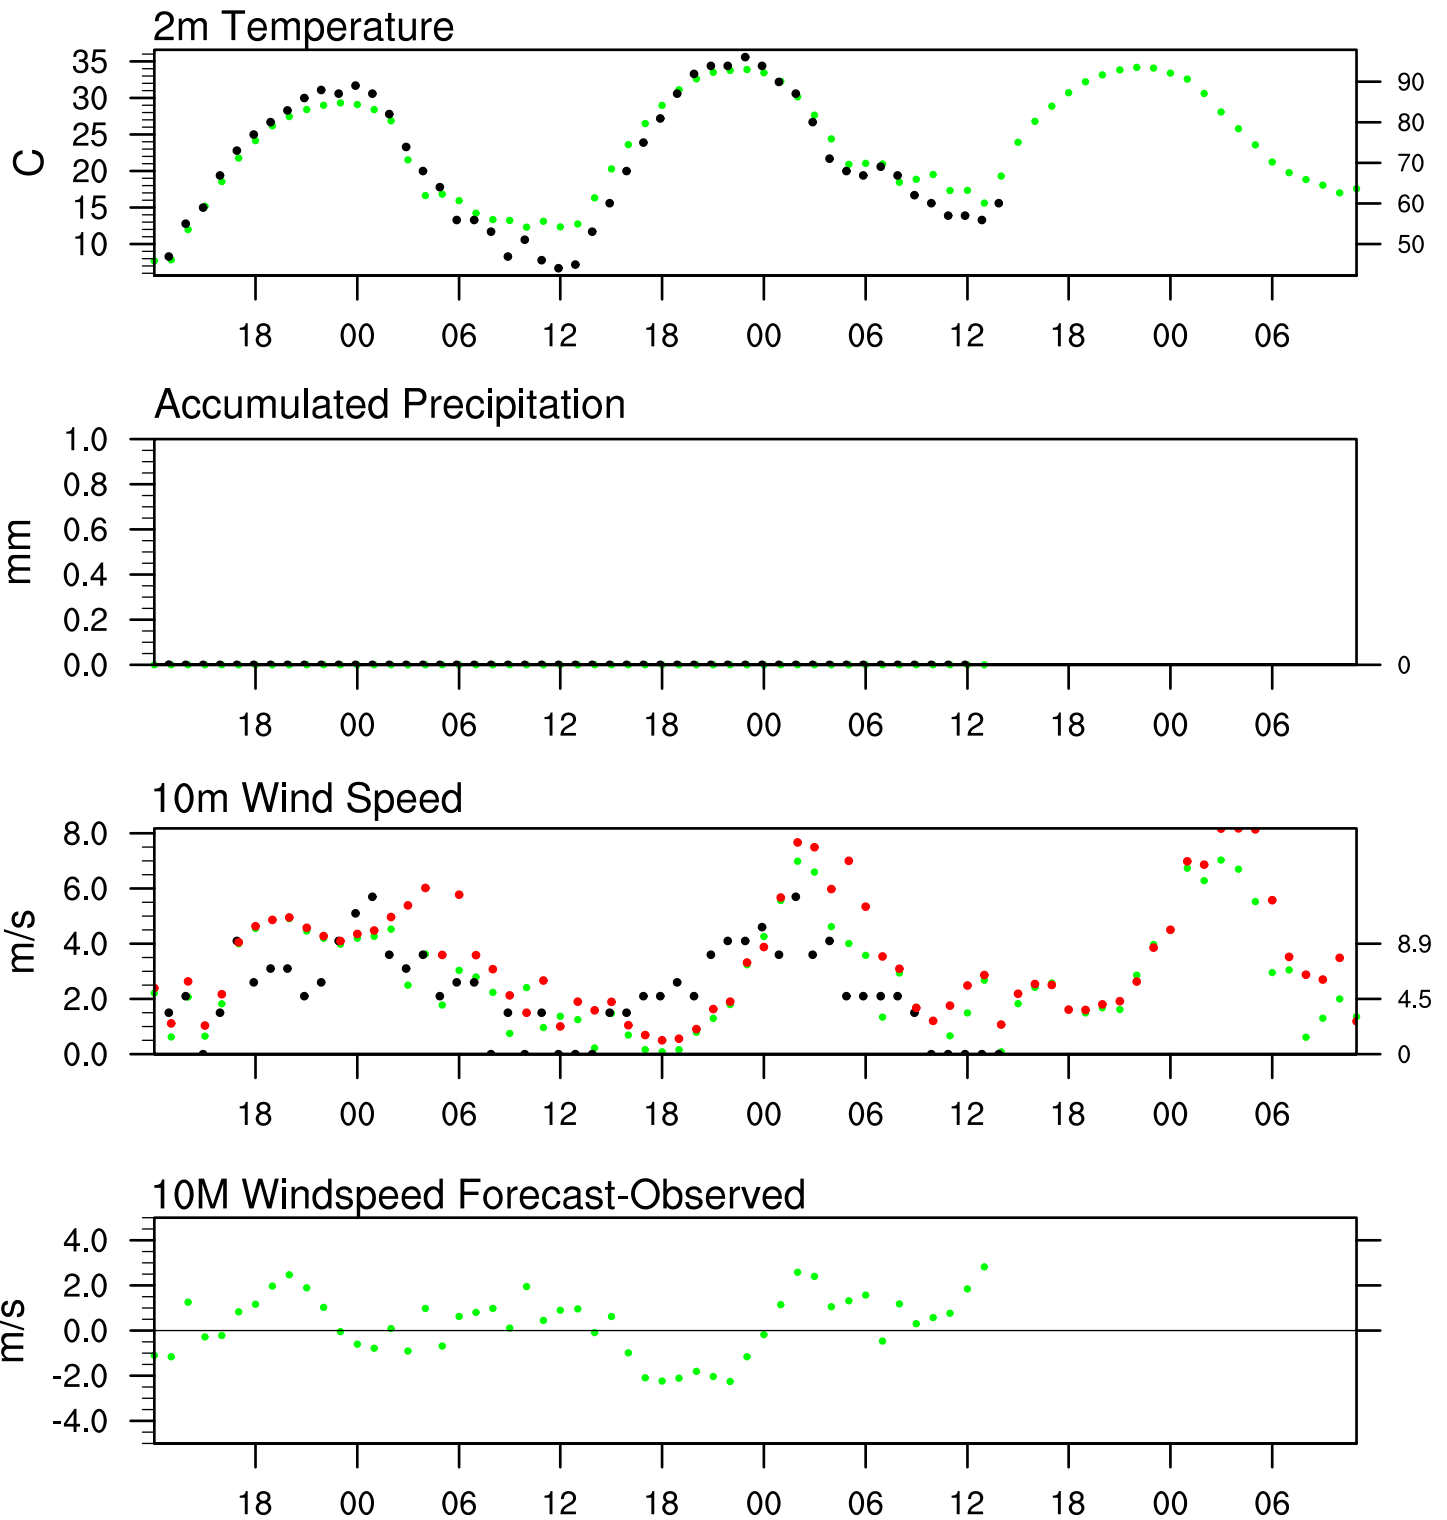 2m Temperature
35
30
25
20
15
10
C
90
80
70
60
50
18 00 06 12 18 00 06 12 18 00 06
Accumulated Precipitation
1.0
0.8
0.6
0.4
0.2
0.0
mm
0
18 00 06 12 18 00 06 12 18 00 06
10m Wind Speed
8.0
6.0
4.0
2.0
0.0
m/s
8.9
4.5
0
18 00 06 12 18 00 06 12 18 00 06
10M Windspeed Forecast-Observed
4.0
2.0
0.0
-2.0
-4.0
m/s
18 00 06 12 18 00 06 12 18 00 06